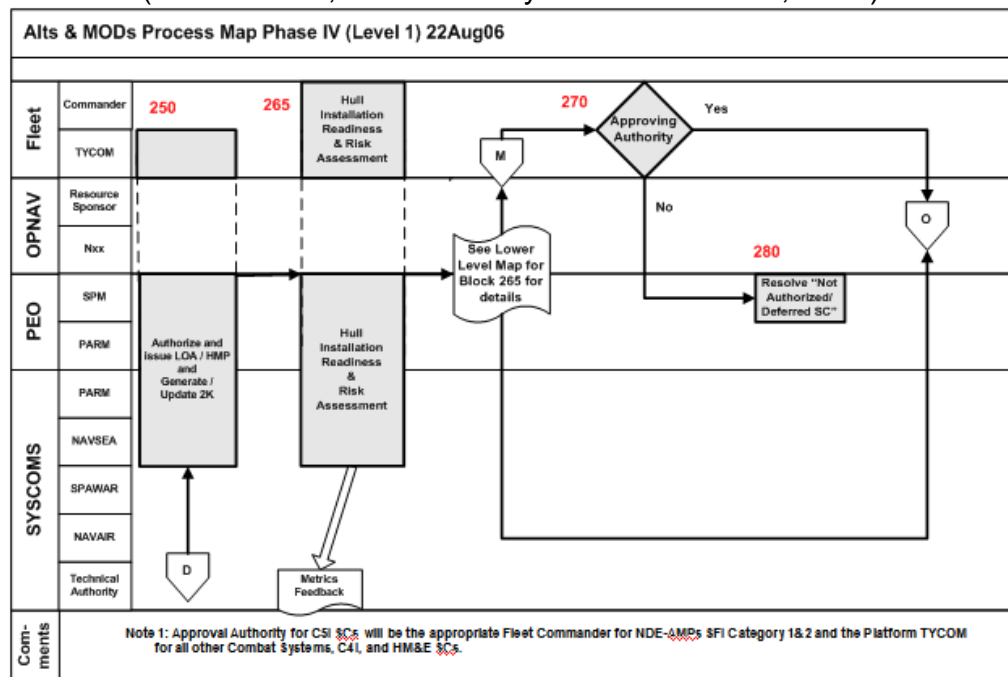 Alts & MODs Process Map Phase IV (Level 1) 22Aug06
Fleet
Commander
TYCOM
OPNAV
Resource
Sponsor
Nxx
PEO
SPM
PARM
SYSCOMS
PARM
NAVSEA
SPAWAR
NAVAIR
Technical
Authority
250
Authorize and
issue LOA / HMP
and
Generate /
Update 2K
D
265
Hull
Installation
Readiness
& Risk
Assessment
Hull
Installation
Readiness
&
Risk
Assessment
Metrics
Feedback
M
See Lower
Level Map for
Block 265 for
details
270
Approving
Authority
Yes
No
O
280
Resolve "Not
Authorized/
Deferred SC"
Com-
ments
Note 1: Approval Authority for C5I SCs will be the appropriate Fleet Commander for NDE-AMPs SFI Category 1&2 and the Platform TYCOM
for all other Combat Systems, C4I, and HM&E SCs.